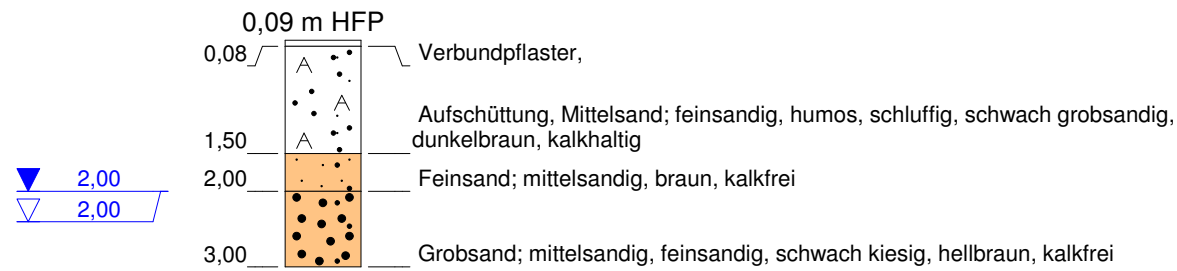 0,09 m HFP
0,08 Verbundpflaster,
Aufschüttung, Mittelsand; feinsandig, humos, schluffig, schwach grobsandig,
1,50 dunkelbraun, kalkhaltig
2,00 2,00 Feinsand; mittelsandig, braun, kalkfrei
2,00
3,00 Grobsand; mittelsandig, feinsandig, schwach kiesig, hellbraun, kalkfrei